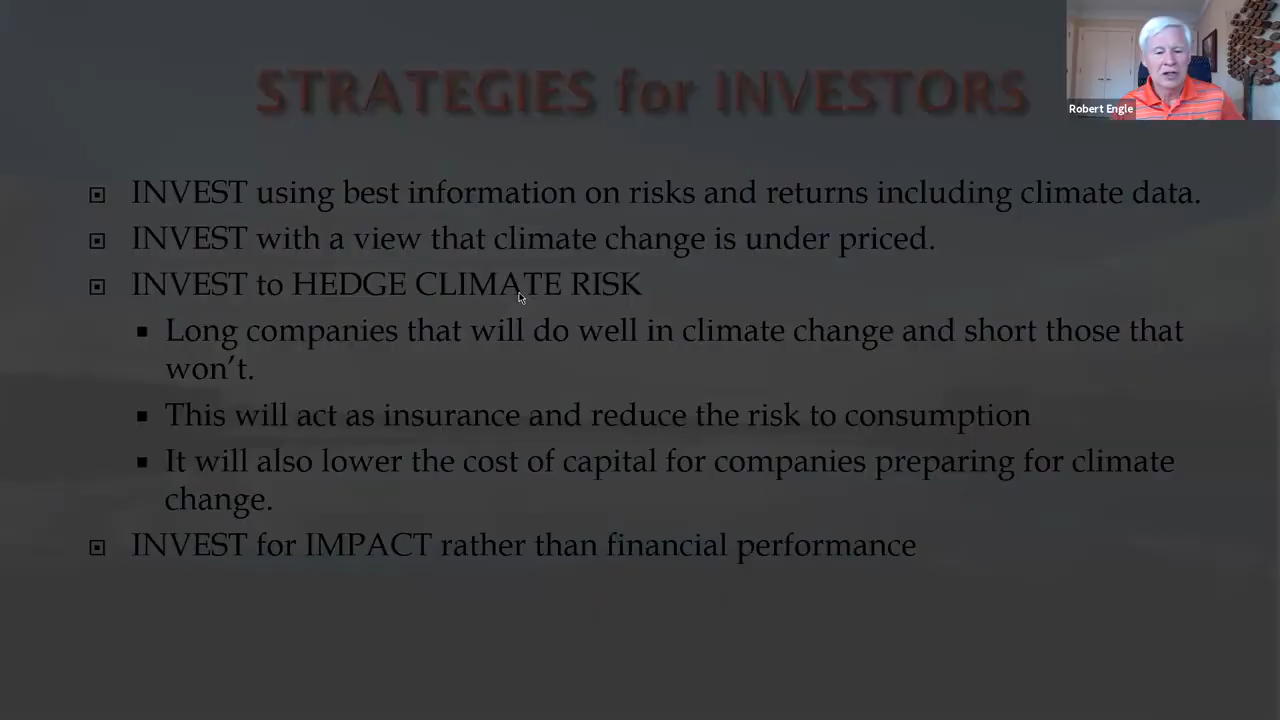 STRATEGIES for INVESTORS
Robert Engle
INVEST using best information on risks and returns including climate data.
INVEST with a view that climate change is under priced.
INVEST to HEDGE CLIMATE RISK
Long companies that will do well in climate change and short those that
won’t.
This will act as insurance and reduce the risk to consumption
It will also lower the cost of capital for companies preparing for climate
change.
INVEST for IMPACT rather than financial performance